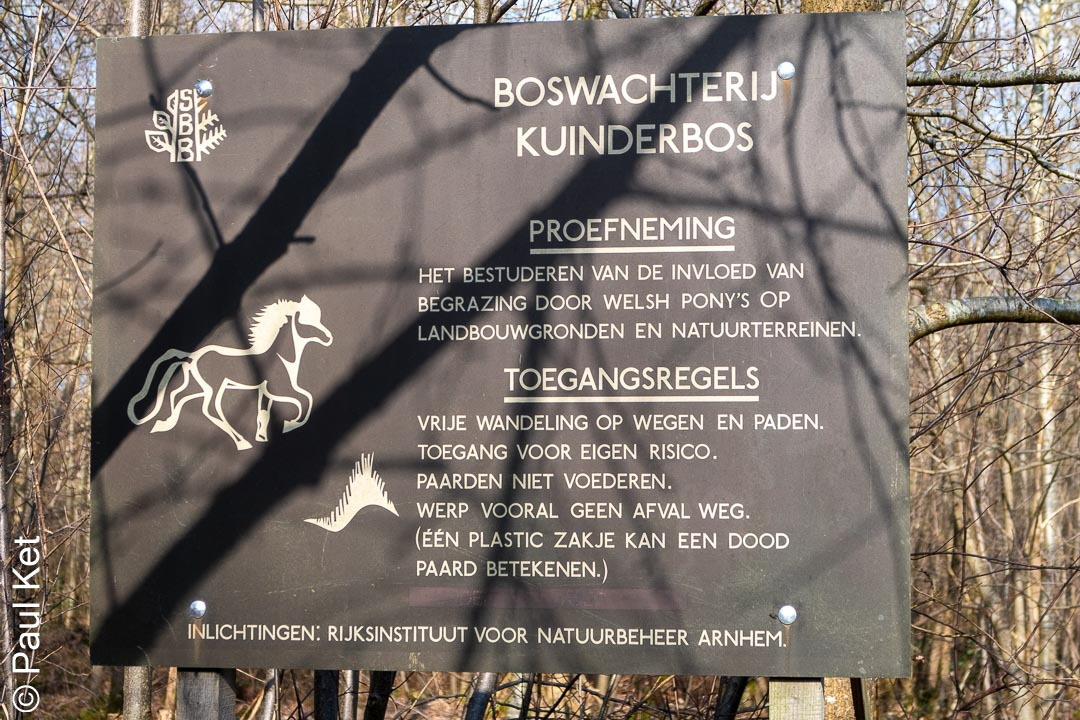 SBB
BOSWACHTERIJ
KUINDERBOS
PROEFNEMING
HET BESTUDEREN VAN DE INVLOED VAN
BEGRAZING DOOR WELSH PONY'S OP
LANDBOUWGRONDEN EN NATUURTERREINEN.
TOEGANGSREGELS
VRIJE WANDELING OP WEGEN EN PADEN.
TOEGANG VOOR EIGEN RISICO.
PAARDEN NIET VOEDEREN.
WERP VOORAL GEEN AFVAL WEG.
(ÉÉN PLASTIC ZAKJE KAN EEN DOOD
PAARD BETEKENEN.)
INLICHTINGEN: RIJKSINSTITUUT VOOR NATUURBEHEER ARNHEM.
© Paul Ket